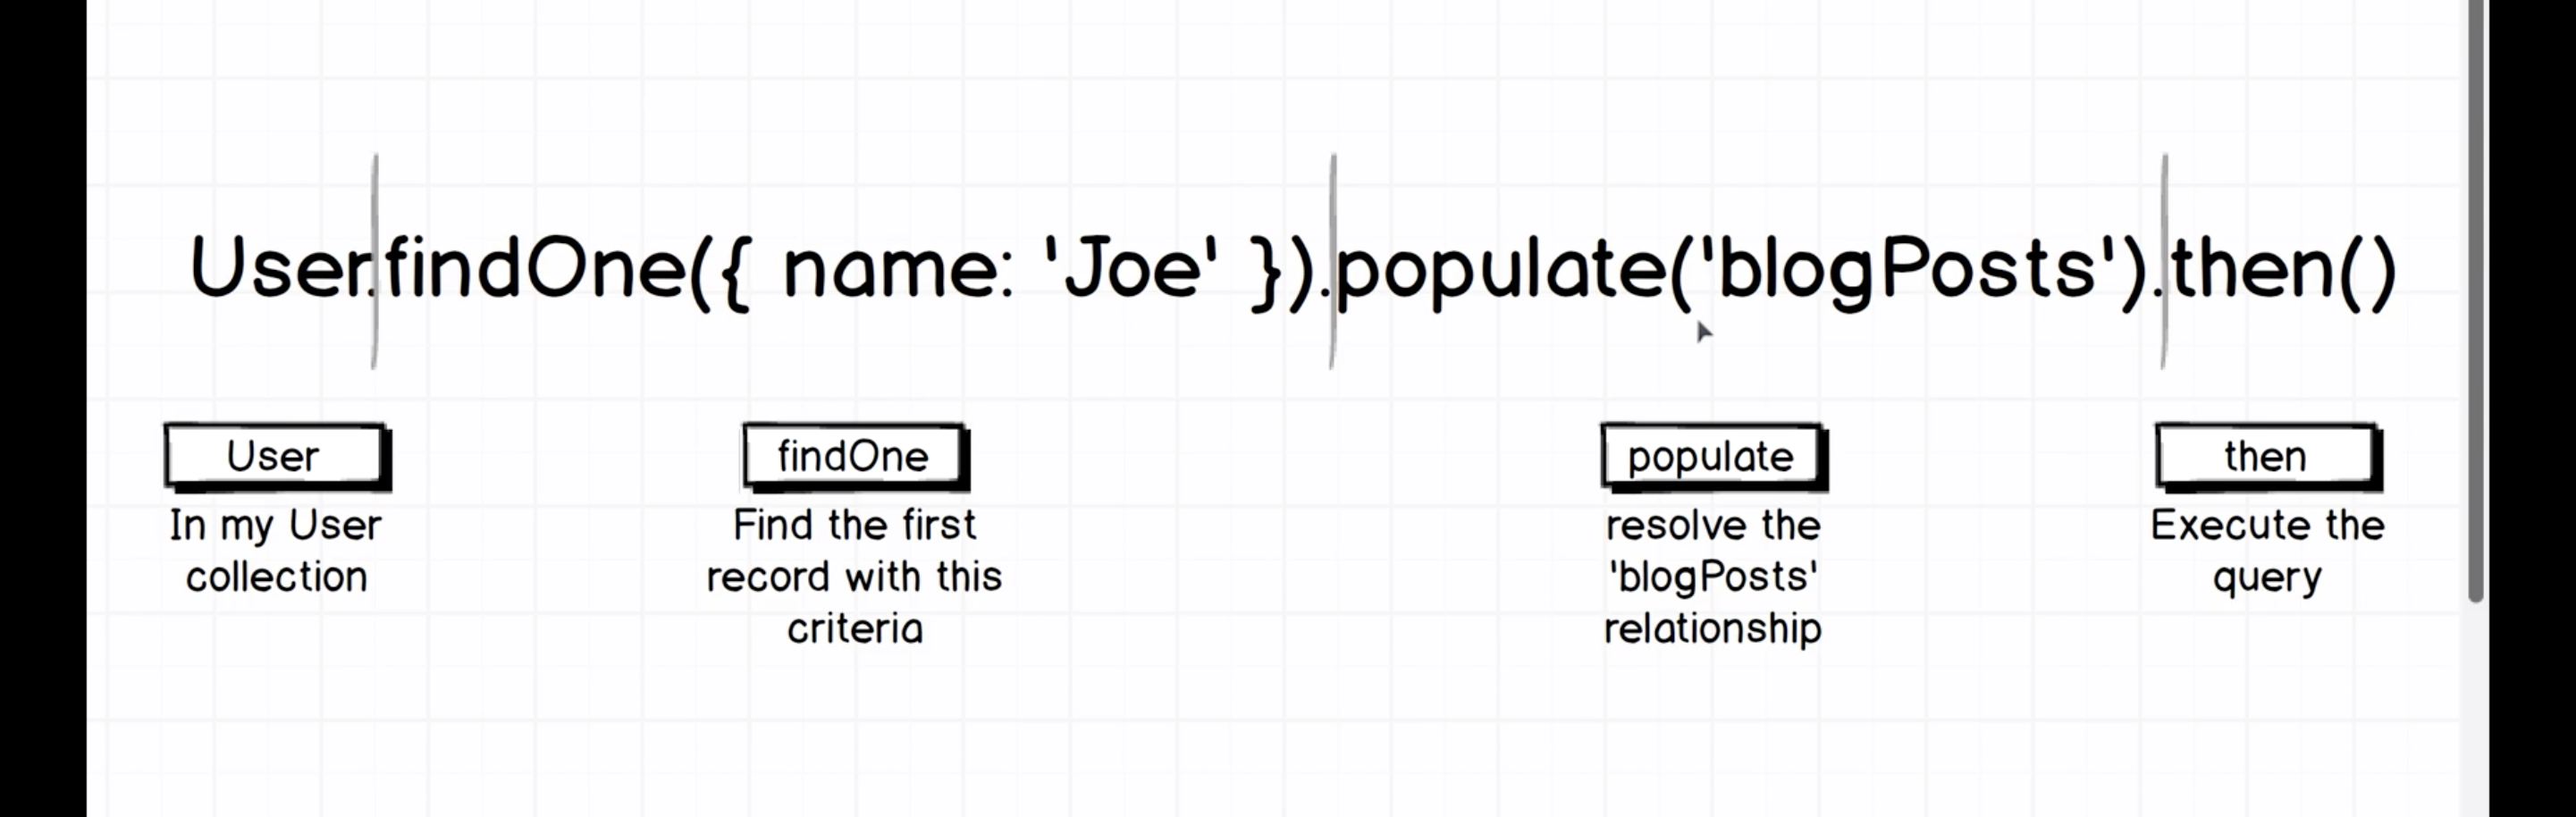 User.findOne({ name: 'Joe' }).populate('blogPosts').then()
User
In my User
collection
findOne
Find the first
record with this
criteria
populate
resolve the
'blogPosts'
relationship
then
Execute the
query